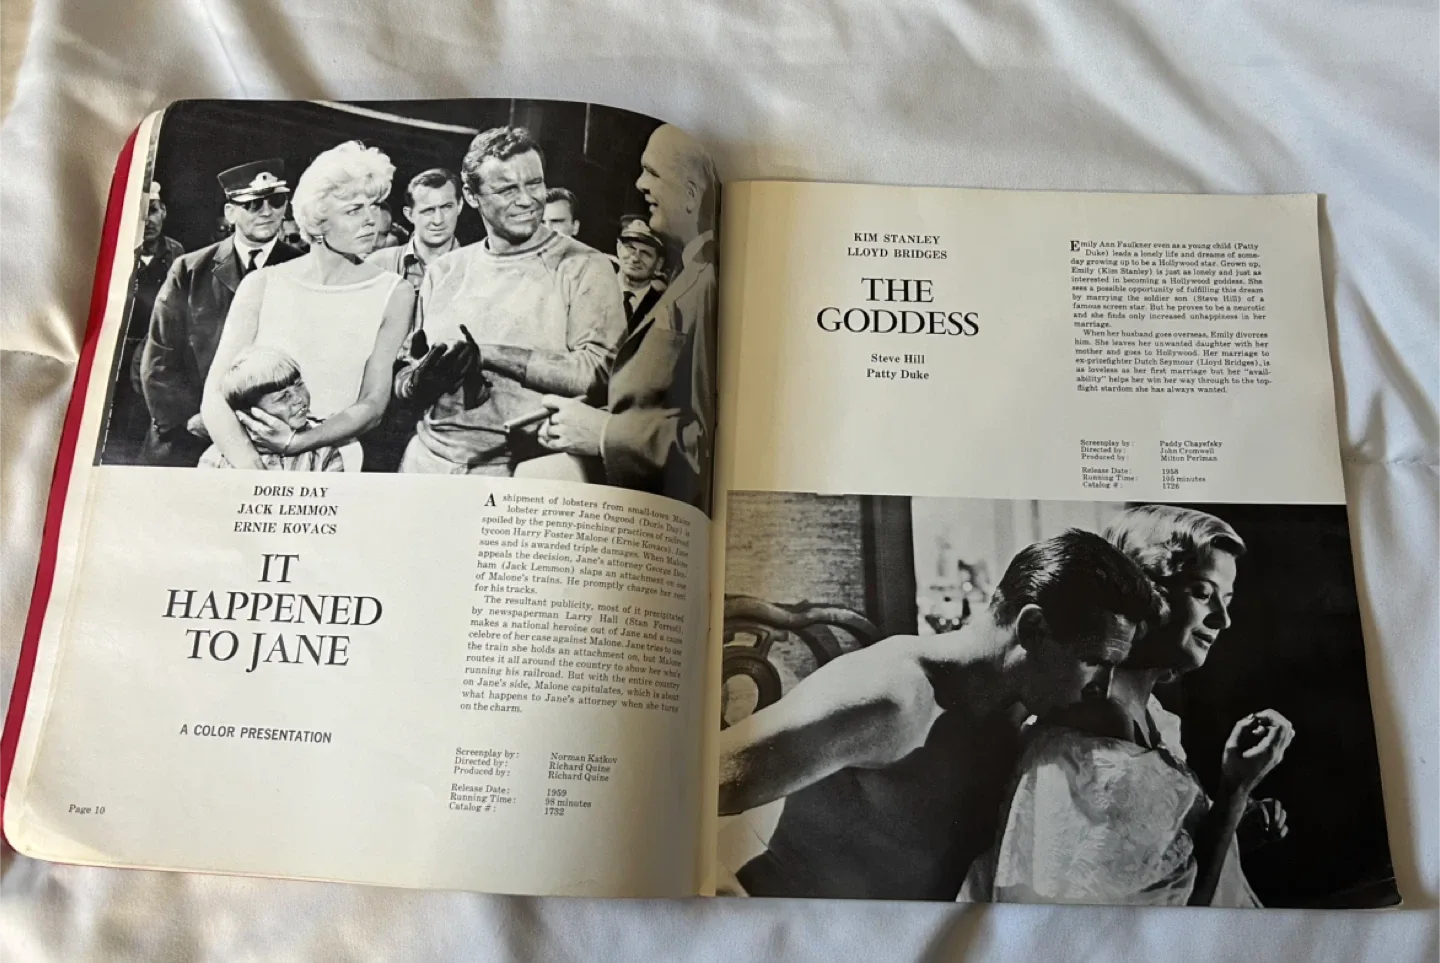 DORIS DAY
JACK LEMMON
ERNIE KOVACS
IT
HAPPENED
TO JANE
A COLOR PRESENTATION
Page 10
A shipment of lobsters from small-town Maine
lobster grower Jane Osgood (Doris Day) is
spoiled by the penny-pinching practices of railroad
tycoon Harry Foster Malone (Ernie Kovacs). Jane
sues and is awarded triple damages. When Malone
appeals the decision, Jane's attorney George Den-
ham (Jack Lemmon) slaps an attachment on one
of Malone's trains. He promptly charges her rent
for his tracks.
The resultant publicity, most of it precipitated
by newspaperman Larry Hall (Stan Forrest),
makes a national heroine out of Jane and a cause
celebre of her case against Malone. Jane tries to use
the train she holds an attachment on, but Malone
routes it all around the country to show her who's
running his railroad. But with the entire country
on Jane's side, Malone capitulates, which is about
what happens to Jane's attorney when she turns
on the charm.
Screenplay by: Norman Katkov
Directed by: Richard Quine
Produced by: Richard Quine
Release Date: 1959
Running Time: 98 minutes
Catalog #: 1732
KIM STANLEY
LLOYD BRIDGES
THE
GODDESS
Steve Hill
Patty Duke
Emily Ann Faulkner even as a young child (Patty
Duke) leads a lonely life and dreams of some-
day growing up to be a Hollywood star. Grown up,
Emily (Kim Stanley) is just as lonely and just as
interested in becoming a Hollywood goddess. She
sees a possible opportunity of fulfilling this dream
by marrying the soldier son (Steve Hill) of a
famous screen star. But he proves to be a neurotic
and she finds only increased unhappiness in her
marriage.
When her husband goes overseas, Emily divorces
him. She leaves her unwanted daughter with her
mother and goes to Hollywood. Her marriage to
ex-prizefighter Dutch Seymour (Lloyd Bridges), is
as loveless as her first marriage but her "avail-
ability" helps her win her way through to the top-
flight stardom she has always wanted.
Screenplay by: Paddy Chayefsky
Directed by: John Cromwell
Produced by: Milton Perlman
Release Date: 1958
Running Time: 105 minutes
Catalog #: 1726